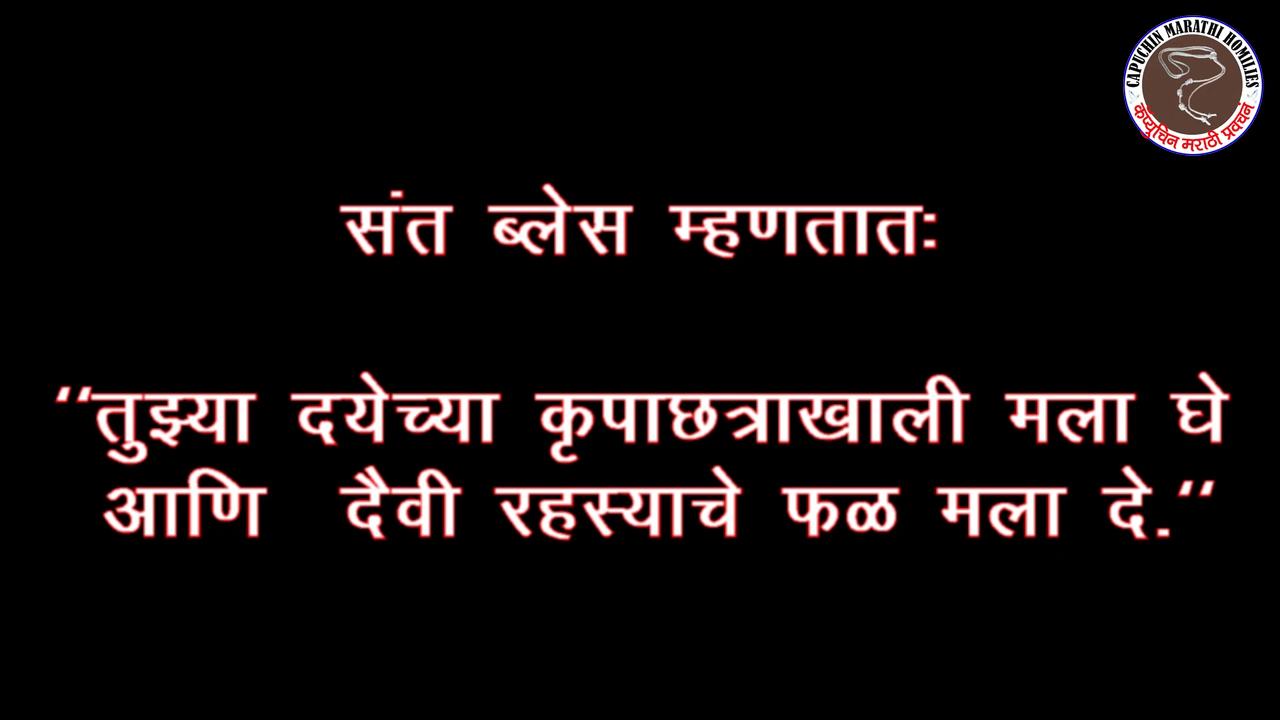 CAPUCHIN MARATHI HOMILIES
कॅप्युचिन मराठी प्रवचनं
संत ब्लेस म्हणतातः
“तुझ्या दयेच्या कृपाछत्राखाली मला घे
आणि दैवी रहस्याचे फळ मला दे.“